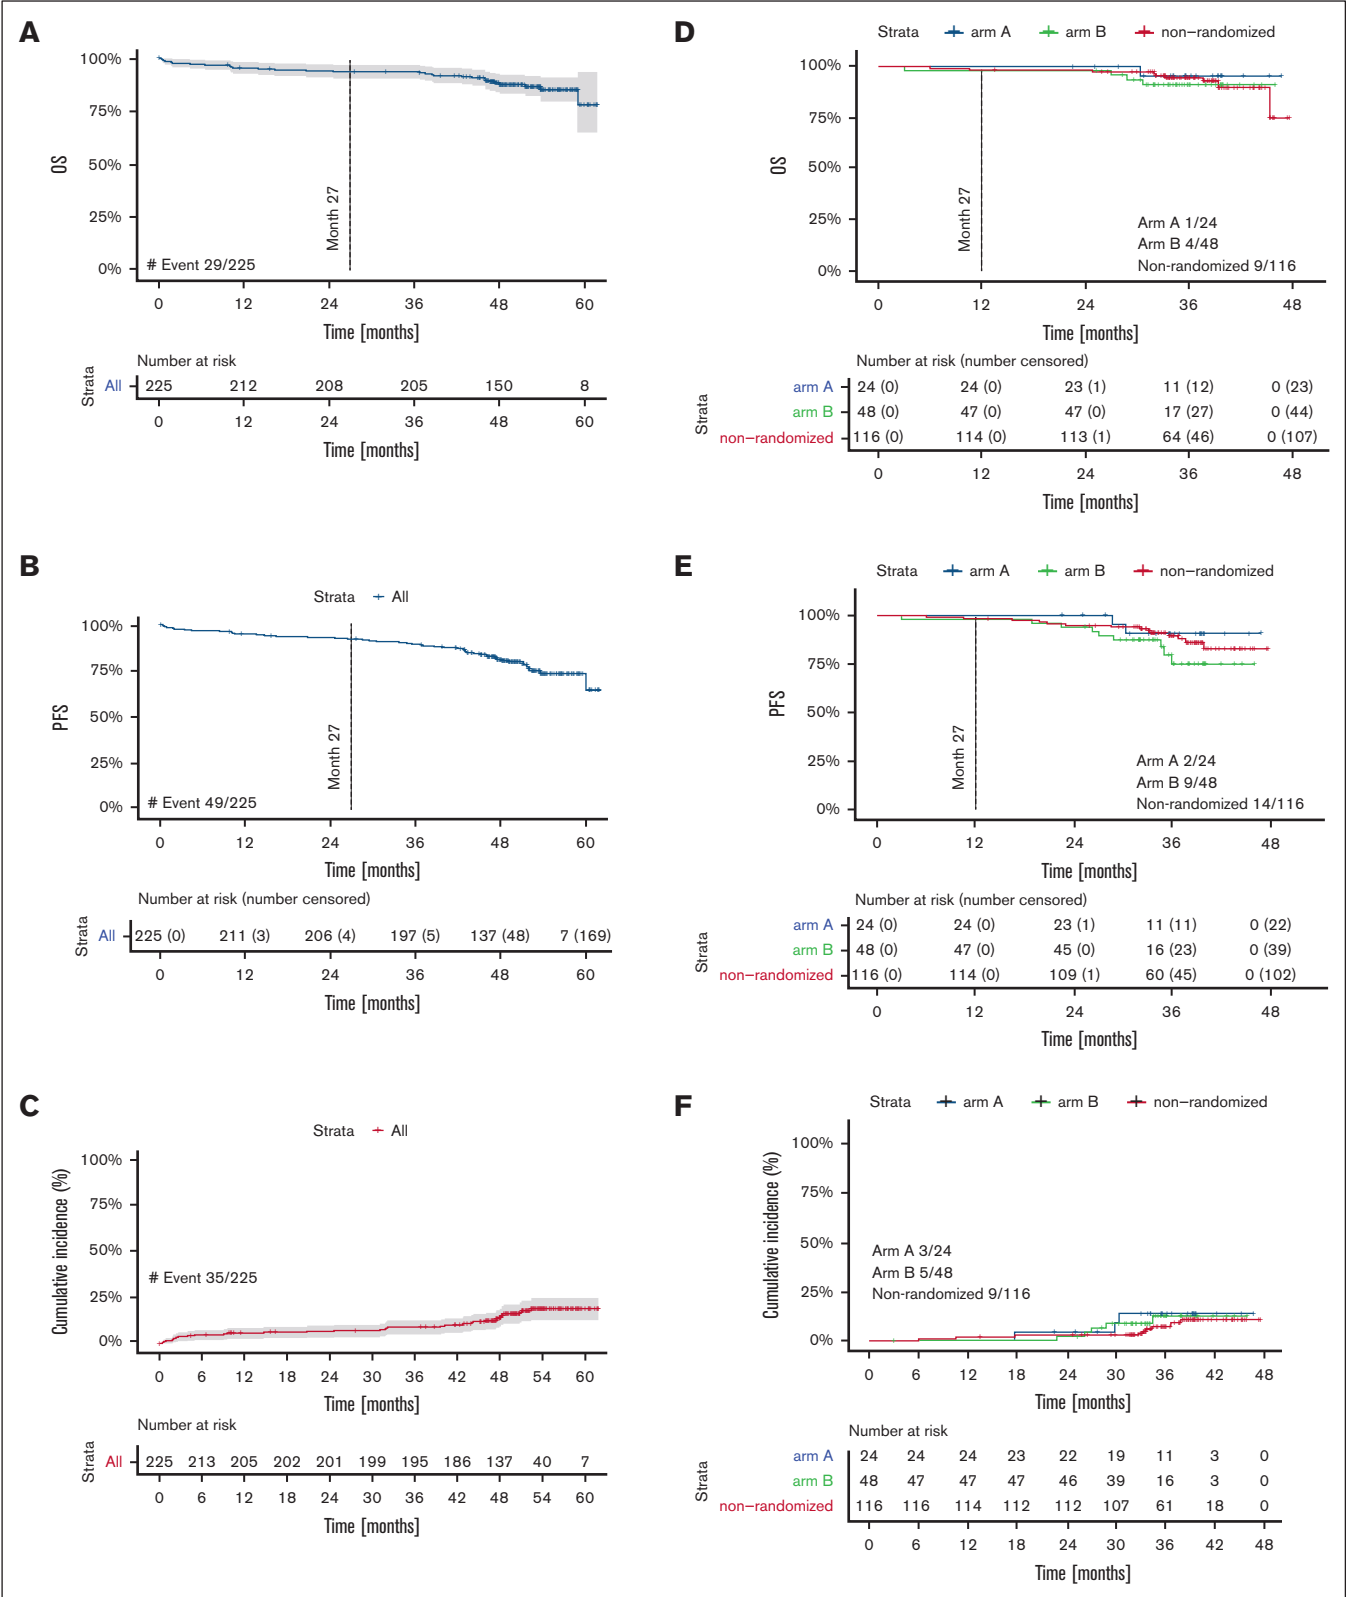 A
100%
75%
50%
25%
0%
OS
Month 27
# Event 29/225
0 12 24 36 48 60
Time [months]
Number at risk
Strata
All 225 212 208 205 150 8
0 12 24 36 48 60
Time [months]
B
Strata All
100%
75%
50%
25%
0%
PFS
Month 27
# Event 49/225
0 12 24 36 48 60
Time [months]
Number at risk (number censored)
Strata
All 225 (0) 211 (3) 206 (4) 197 (5) 137 (48) 7 (169)
0 12 24 36 48 60
Time [months]
C
Strata All
100%
75%
50%
25%
0%
Cumulative incidence (%)
# Event 35/225
0 6 12 18 24 30 36 42 48 54 60
Time [months]
Number at risk
Strata
All 225 213 205 202 201 199 195 186 137 40 7
0 6 12 18 24 30 36 42 48 54 60
Time [months]
D
Strata arm A arm B non–randomized
100%
75%
50%
25%
0%
OS
Month 27
Arm A 1/24
Arm B 4/48
Non-randomized 9/116
0 12 24 36 48
Time [months]
Number at risk (number censored)
Strata
arm A 24 (0) 24 (0) 23 (1) 11 (12) 0 (23)
arm B 48 (0) 47 (0) 47 (0) 17 (27) 0 (44)
non–randomized 116 (0) 114 (0) 113 (1) 64 (46) 0 (107)
0 12 24 36 48
Time [months]
E
Strata arm A arm B non–randomized
100%
75%
50%
25%
0%
PFS
Month 27
Arm A 2/24
Arm B 9/48
Non-randomized 14/116
0 12 24 36 48
Time [months]
Number at risk (number censored)
Strata
arm A 24 (0) 24 (0) 23 (1) 11 (11) 0 (22)
arm B 48 (0) 47 (0) 45 (0) 16 (23) 0 (39)
non–randomized 116 (0) 114 (0) 109 (1) 60 (45) 0 (102)
0 12 24 36 48
Time [months]
F
Strata arm A arm B non–randomized
100%
75%
50%
25%
0%
Cumulative incidence (%)
Arm A 3/24
Arm B 5/48
Non-randomized 9/116
0 6 12 18 24 30 36 42 48
Time [months]
Number at risk
Strata
arm A 24 24 24 23 22 19 11 3 0
arm B 48 47 47 47 46 39 16 3 0
non–randomized 116 116 114 112 112 107 61 18 0
0 6 12 18 24 30 36 42 48
Time [months]